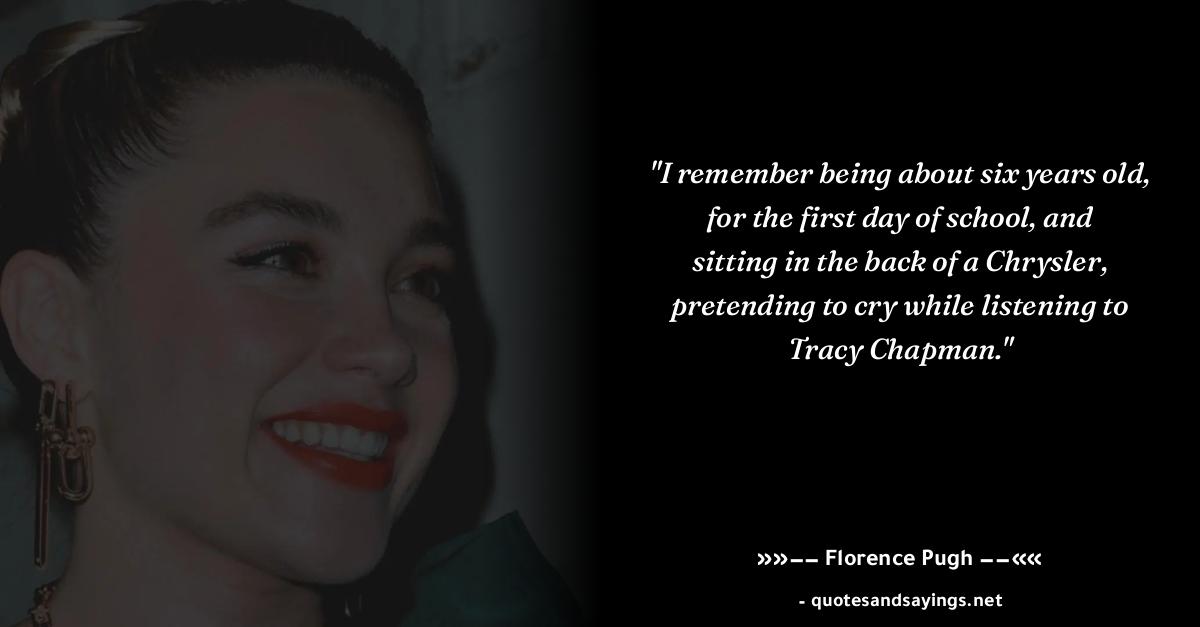 "I remember being about six years old,
for the first day of school, and
sitting in the back of a Chrysler,
pretending to cry while listening to
Tracy Chapman."
»»−− Florence Pugh −−««
- quotesandsayings.net